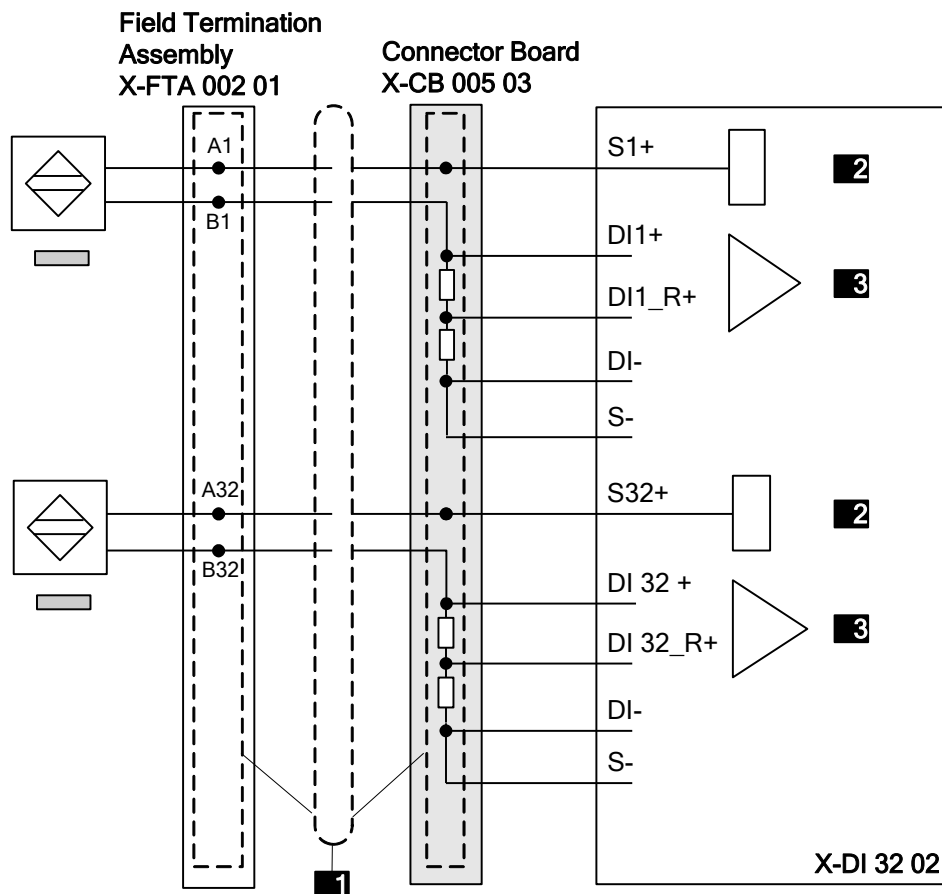 Field Termination
Assembly
X-FTA 002 01
Connector Board
X-CB 005 03
A1
B1
S1+
2
DI1+
3
DI1_R+
DI-
S-
A32
B32
S32+
2
DI 32 +
3
DI 32_R+
DI-
S-
X-DI 32 02
1